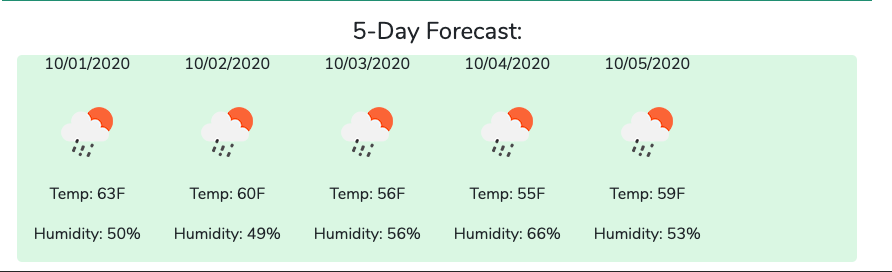 5-Day Forecast:
10/01/2020 10/02/2020 10/03/2020 10/04/2020 10/05/2020
Temp: 63F Temp: 60F Temp: 56F Temp: 55F Temp: 59F
Humidity: 50% Humidity: 49% Humidity: 56% Humidity: 66% Humidity: 53%